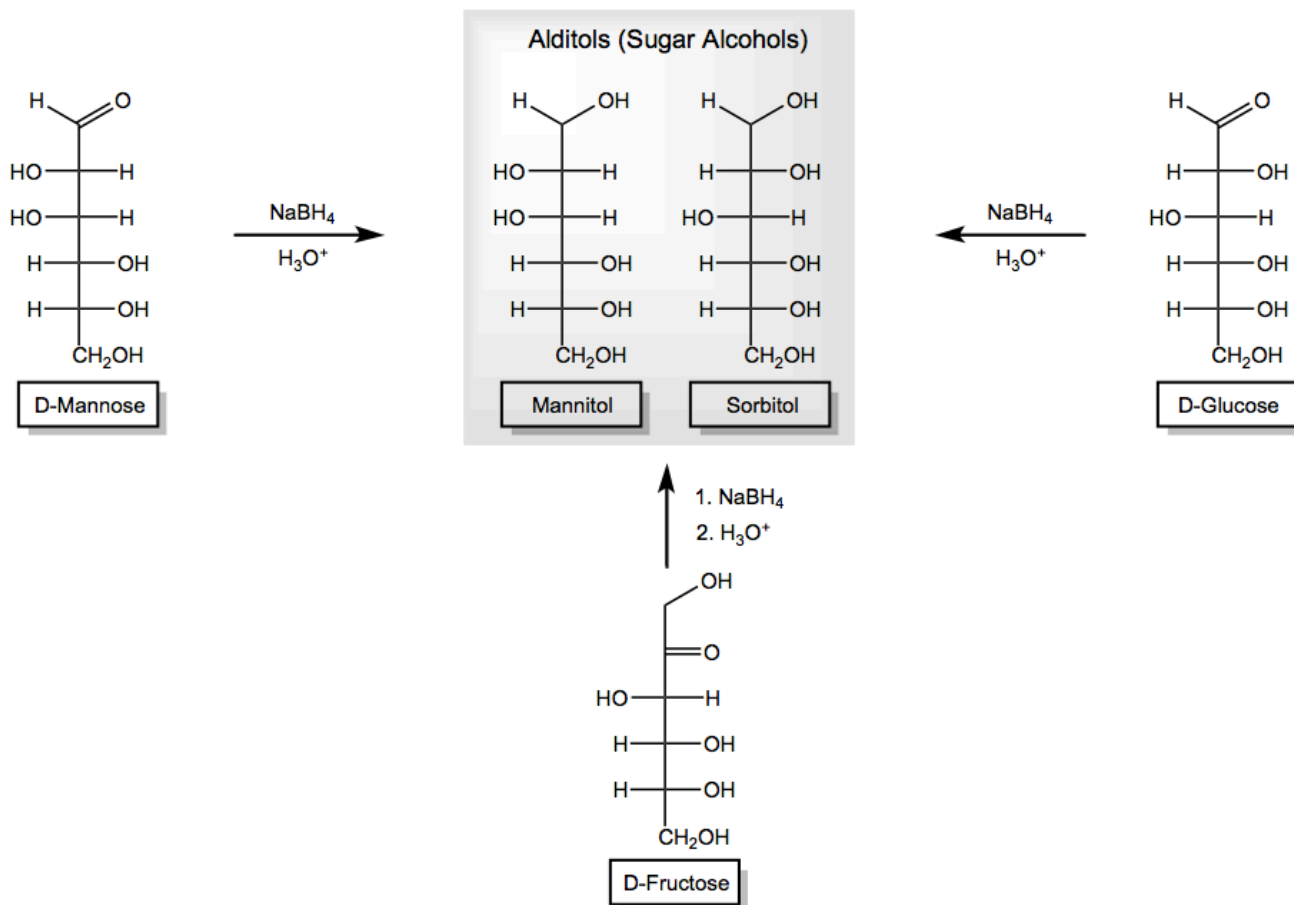 Alditols (Sugar Alcohols)
H O
HO H
HO H
H OH
H OH
CH₂OH
D-Mannose
NaBH₄
H₃O⁺
H OH
HO H
HO H
H OH
H OH
CH₂OH
Mannitol
H OH
H OH
HO H
H OH
H OH
CH₂OH
Sorbitol
NaBH₄
H₃O⁺
H O
H OH
HO H
H OH
H OH
CH₂OH
D-Glucose
1. NaBH₄
2. H₃O⁺
OH
O
HO H
H OH
H OH
CH₂OH
D-Fructose